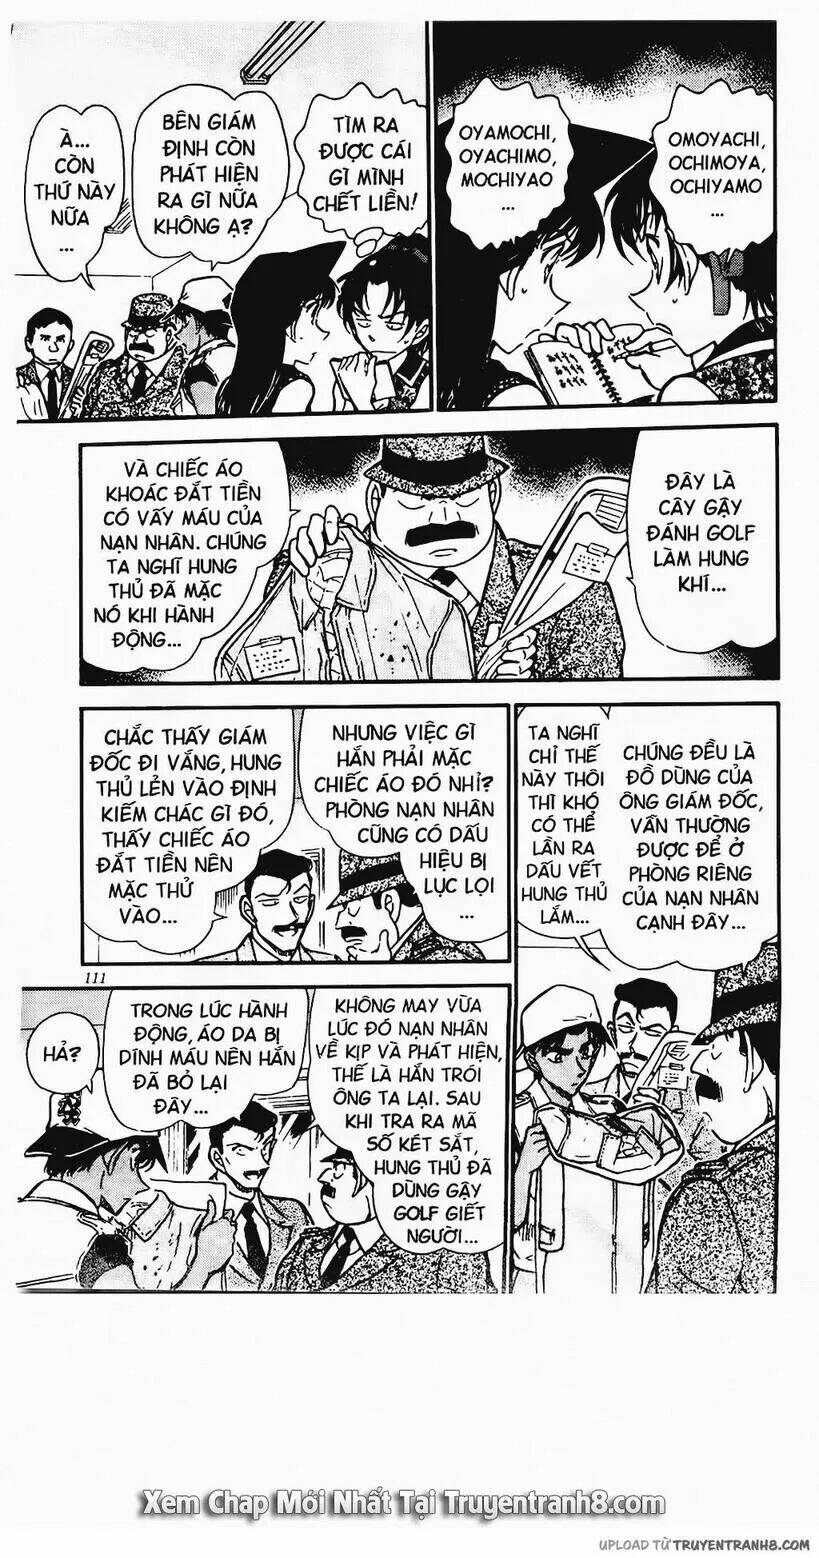 OMOYACHI,
OCHIMOYA,
OCHIYAMO
...
OYAMOCHI,
OYACHIMO,
MOCHIYAO
...
TÌM RA
ĐƯỢC CÁI
GÌ MÌNH
CHẾT LIỀN!
BÊN GIÁM
ĐỊNH CÒN
PHÁT HIỆN
RA GÌ NỮA
KHÔNG Ạ?
À...
CÒN
THỨ NÀY
NỮA
...
ĐÂY LÀ
CÂY GẬY
ĐÁNH GOLF
LÀM HUNG
KHÍ...
VÀ CHIẾC ÁO
KHOÁC ĐẮT TIỀN
CÓ VẤY MÁU CỦA
NẠN NHÂN. CHÚNG
TA NGHĨ HUNG
THỦ ĐÃ MẶC
NÓ KHI HÀNH
ĐỘNG...
CHÚNG ĐỀU LÀ
ĐỒ DÙNG CỦA
ÔNG GIÁM ĐỐC,
VẪN THƯỜNG
ĐƯỢC ĐỂ Ở
PHÒNG RIÊNG
CỦA NẠN NHÂN
CẠNH ĐÂY...
TA NGHĨ
CHỈ THẾ
NÀY THÔI
THÌ KHÓ
CÓ THỂ
LẦN RA
DẤU VẾT
HUNG THỦ
LẮM...
NHƯNG VIỆC GÌ
HẮN PHẢI MẶC
CHIẾC ÁO ĐÓ NHỈ?
PHÒNG NẠN NHÂN
CŨNG CÓ DẤU
HIỆU BỊ
LỤC LỌI
...
CHẮC THẤY GIÁM
ĐỐC ĐI VẮNG, HUNG
THỦ LẺN VÀO ĐỊNH
KIẾM CHÁC GÌ ĐÓ,
THẤY CHIẾC ÁO
ĐẮT TIỀN NÊN
MẶC THỬ
VÀO...
111
KHÔNG MAY VỪA
LÚC ĐÓ NẠN NHÂN
VỀ KỊP VÀ PHÁT HIỆN,
THẾ LÀ HẮN TRÓI
ÔNG TA LẠI. SAU
KHI TRA RA MÃ
SỐ KÉT SẮT,
HUNG THỦ ĐÃ
DÙNG GẬY
GOLF GIẾT
NGƯỜI...
TRONG LÚC HÀNH
ĐỘNG, ÁO DA BỊ
DÍNH MÁU NÊN HẮN
ĐÃ BỎ LẠI
ĐÂY...
HẢ?
Xem Chap Mới Nhất Tại Truyentranh8.com
UPLOAD TỪ TRUYENTRANH8.COM